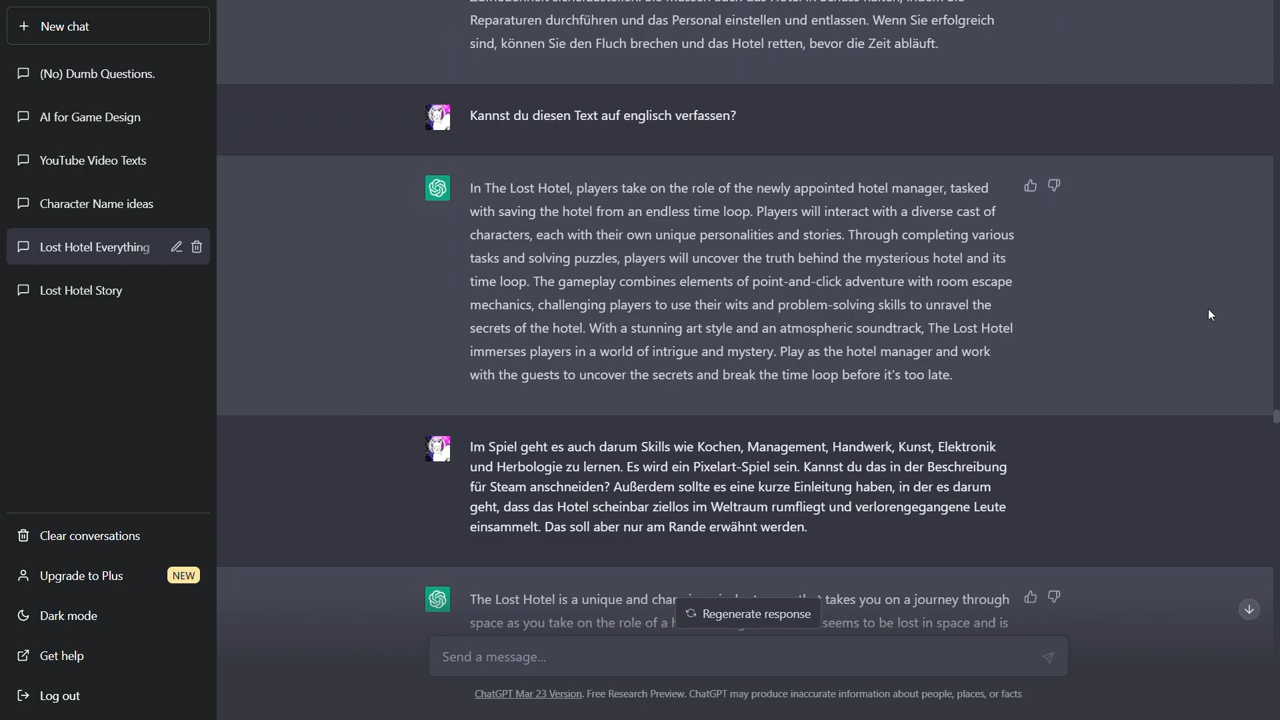 New chat
(No) Dumb Questions.
AI for Game Design
YouTube Video Texts
Character Name ideas
Lost Hotel Everything
Lost Hotel Story
Clear conversations
Upgrade to Plus NEW
Dark mode
Get help
Log out
Reparaturen durchführen und das Personal einstellen und entlassen. Wenn Sie erfolgreich
sind, können Sie den Fluch brechen und das Hotel retten, bevor die Zeit abläuft.
Kannst du diesen Text auf englisch verfassen?
In The Lost Hotel, players take on the role of the newly appointed hotel manager, tasked
with saving the hotel from an endless time loop. Players will interact with a diverse cast of
characters, each with their own unique personalities and stories. Through completing various
tasks and solving puzzles, players will uncover the truth behind the mysterious hotel and its
time loop. The gameplay combines elements of point-and-click adventure with room escape
mechanics, challenging players to use their wits and problem-solving skills to unravel the
secrets of the hotel. With a stunning art style and an atmospheric soundtrack, The Lost Hotel
immerses players in a world of intrigue and mystery. Play as the hotel manager and work
with the guests to uncover the secrets and break the time loop before it's too late.
Im Spiel geht es auch darum Skills wie Kochen, Management, Handwerk, Kunst, Elektronik
und Herbologie zu lernen. Es wird ein Pixelart-Spiel sein. Kannst du das in der Beschreibung
für Steam anschneiden? Außerdem sollte es eine kurze Einleitung haben, in der es darum
geht, dass das Hotel scheinbar ziellos im Weltraum rumfliegt und verlorengegangene Leute
einsammelt. Das soll aber nur am Rande erwähnt werden.
The Lost Hotel is a unique and takes you on a journey through
space as you take on the role of a seems to be lost in space and is
Regenerate response
Send a message...
ChatGPT Mar 23 Version. Free Research Preview. ChatGPT may produce inaccurate information about people, places, or facts